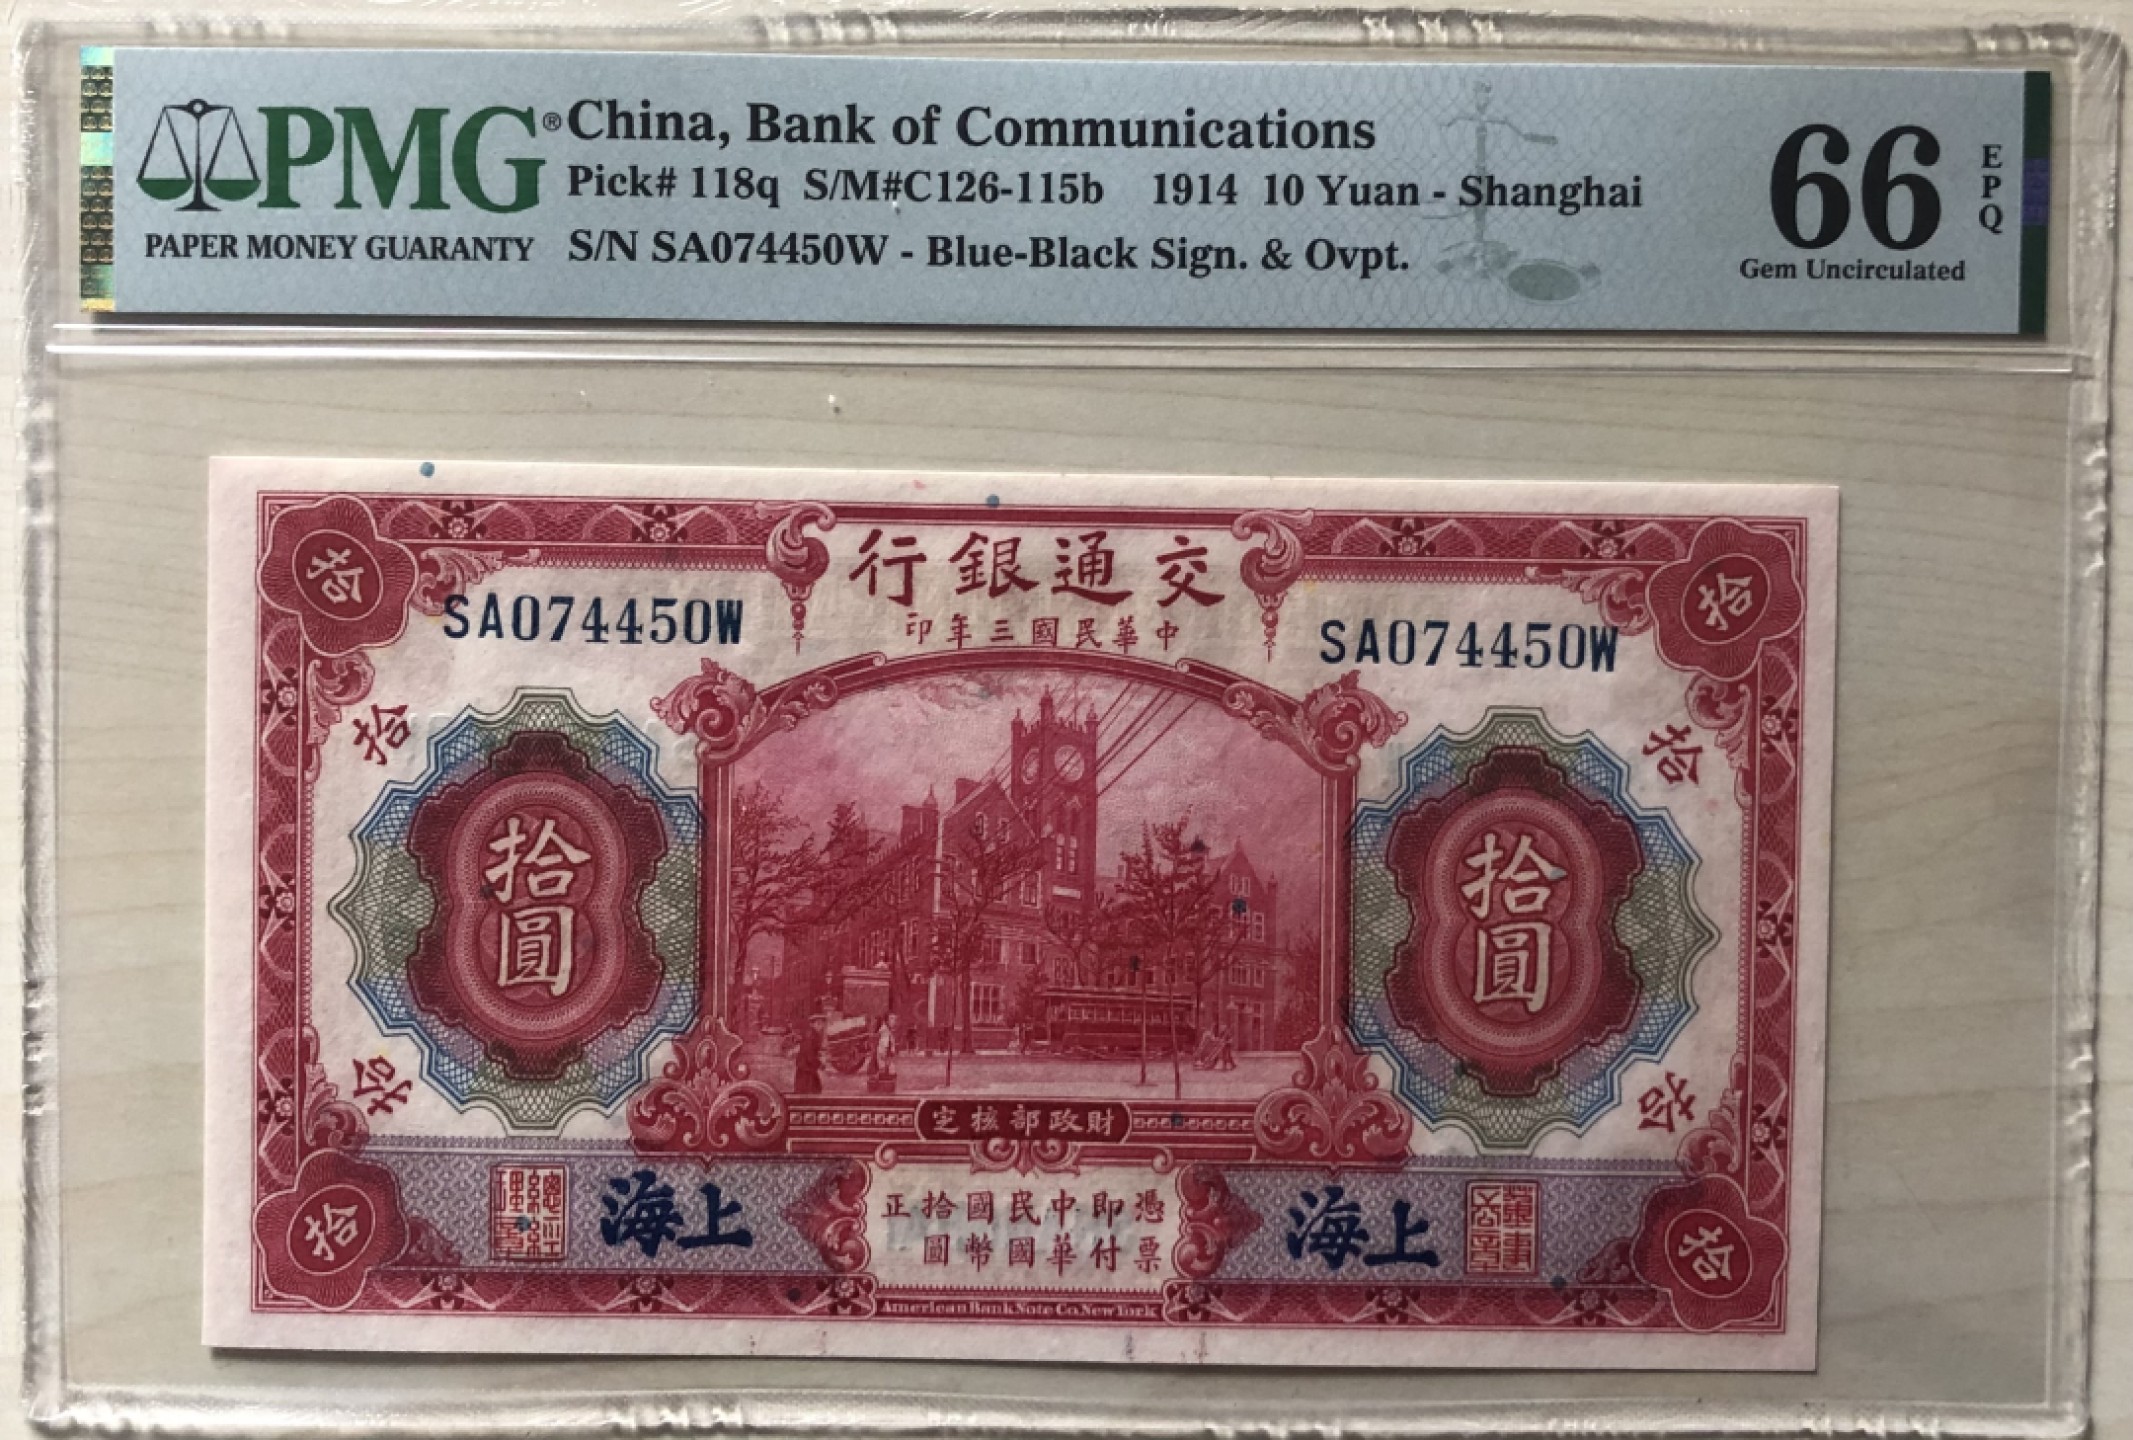 PMG®
PAPER MONEY GUARANTY
China, Bank of Communications
Pick# 118q S/M#C126-115b 1914 10 Yuan - Shanghai
S/N SA074450W - Blue-Black Sign. & Ovpt.
66
EPQ
Gem Uncirculated
拾
行銀通交
拾
SA074450W
印年三國民華中
SA074450W
拾
拾
拾圓
拾圓
拾
拾
定核部政財
海上
正拾國民中即憑
圓幣國華付票
海上
拾
拾
American Bank Note Co. New York